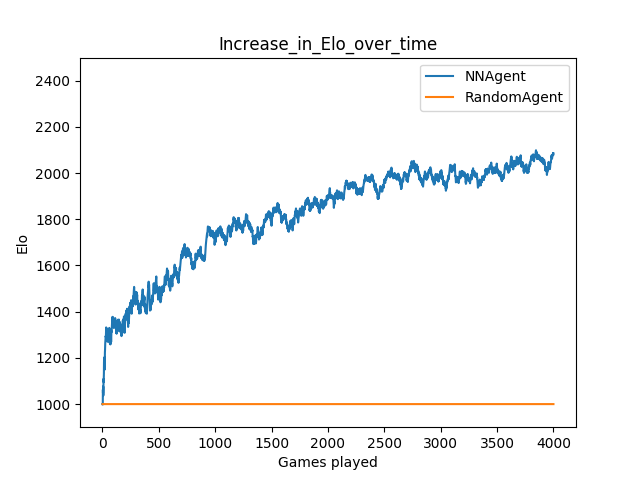 Increase_in_Elo_over_time
NNAgent
RandomAgent
2400
2200
2000
1800
1600
1400
1200
1000
Elo
0 500 1000 1500 2000 2500 3000 3500 4000
Games played